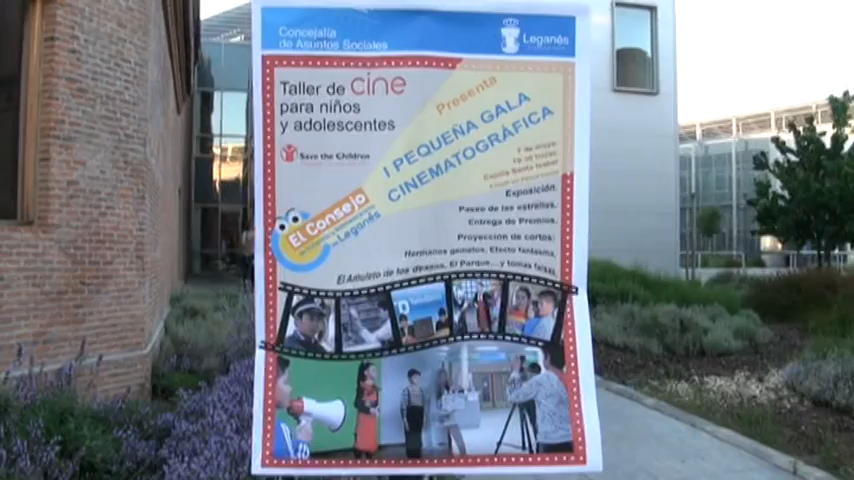 Concejalía
de Asuntos Sociales
Leganés
Taller de cine
para niños
y adolescentes
Save the Children
Presenta
I PEQUEÑA GALA
CINEMATOGRÁFICA
Exposición.
Paseo de las estrellas.
Entrega de Premios.
Proyección de cortos:
Hermanos gemelos, Efecto fantasma,
El Amuleto de los deseos, El Parque...y tomas falsas.
El Consejo
de Leganés